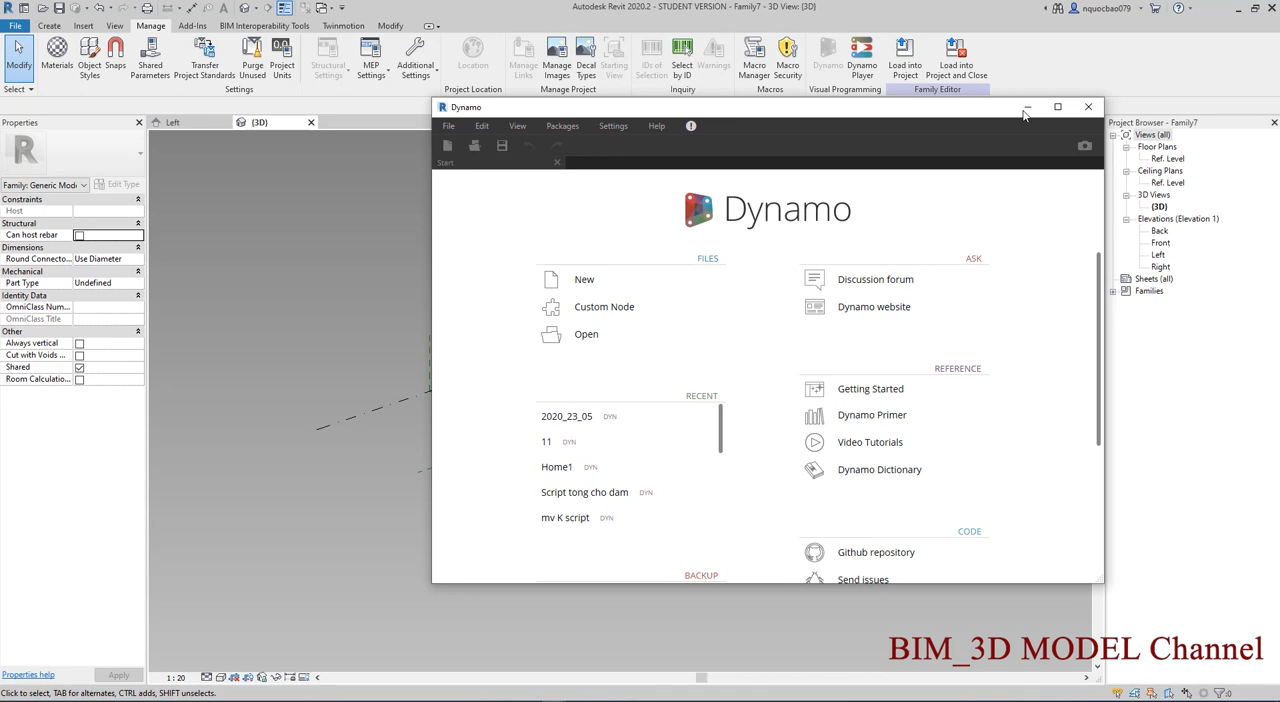 Autodesk Revit 2020.2 - STUDENT VERSION - Family7 - 3D View: {3D}
nquocbao079
File Create Insert View Manage Add-Ins BIM Interoperability Tools Twinmotion Modify
Modify
Materials
Object Styles
Snaps
Shared Parameters
Transfer Project Standards
Purge Unused
Project Units
Structural Settings
MEP Settings
Additional Settings
Location
Manage Links
Manage Images
Decal Types
Starting View
IDs of Selection
Select by ID
Warnings
Macro Manager
Macro Security
Dynamo
Dynamo Player
Load into Project
Load into Project and Close
Select Settings Project Location Manage Project Inquiry Macros Visual Programming Family Editor
Properties
Left
{3D}
Family: Generic Mode
Edit Type
Constraints
Host
Structural
Can host rebar
Dimensions
Round Connecto... Use Diameter
Mechanical
Part Type Undefined
Identity Data
OmniClass Num...
OmniClass Title
Other
Always vertical
Cut with Voids ...
Shared
Room Calculatio...
Properties help
Apply
Dynamo
File Edit View Packages Settings Help
Start
Dynamo
FILES
New
Custom Node
Open
RECENT
2020_23_05 DYN
11 DYN
Home1 DYN
Script tong cho dam DYN
mv K script DYN
BACKUP
ASK
Discussion forum
Dynamo website
REFERENCE
Getting Started
Dynamo Primer
Video Tutorials
Dynamo Dictionary
CODE
Github repository
Send issues
Project Browser - Family7
Views (all)
Floor Plans
Ref. Level
Ceiling Plans
Ref. Level
3D Views
{3D}
Elevations (Elevation 1)
Back
Front
Left
Right
Sheets (all)
Families
BIM_3D MODEL Channel
1 : 20
Click to select, TAB for alternates, CTRL adds, SHIFT unselects.
:0